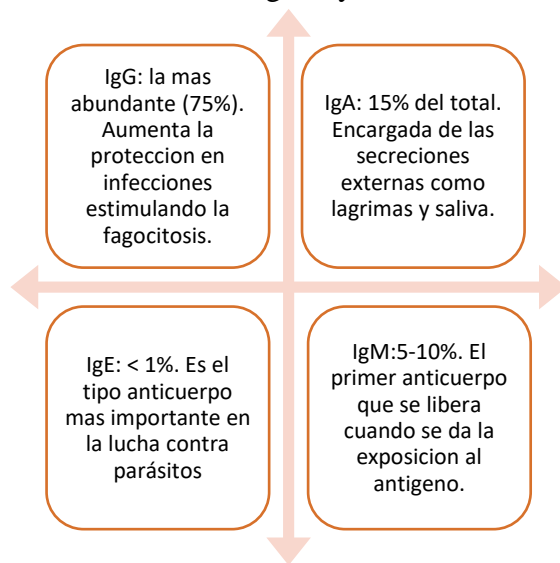 IgG: la mas
abundante (75%).
Aumenta la
proteccion en
infecciones
estimulando la
fagocitosis.
IgA: 15% del total.
Encargada de las
secreciones
externas como
lagrimas y saliva.
IgE: < 1%. Es el
tipo anticuerpo
mas importante en
la lucha contra
parásitos
IgM:5-10%. El
primer anticuerpo
que se libera
cuando se da la
exposicion al
antigeno.